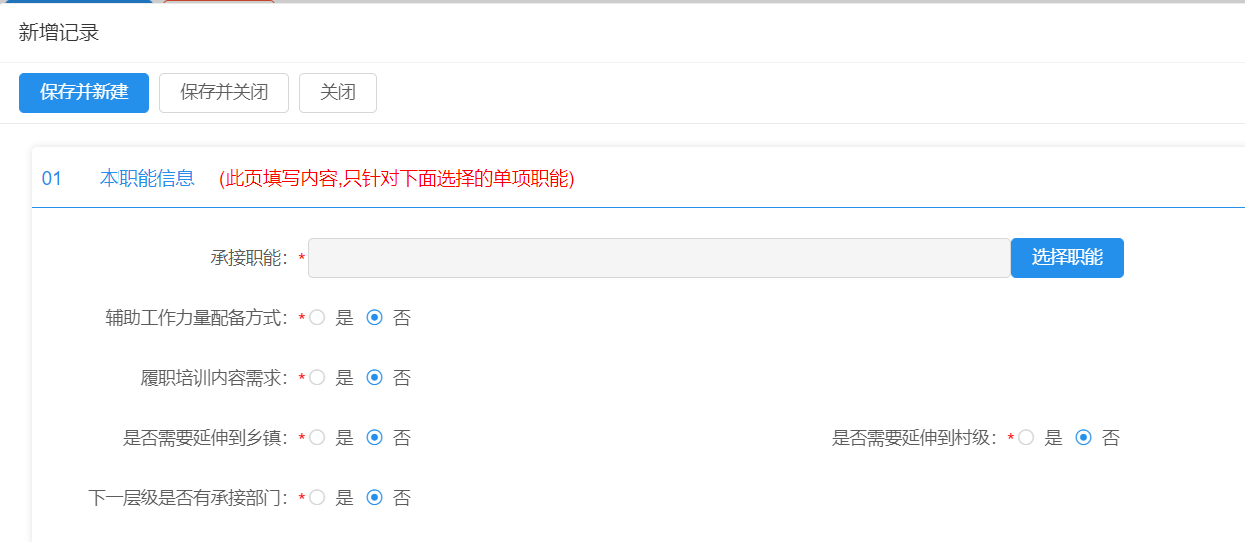 新增记录
保存并新建 保存并关闭 关闭
01 本职能信息 (此页填写内容,只针对下面选择的单项职能)
承接职能：* 选择职能
辅助工作力量配备方式：* 是 否
履职培训内容需求：* 是 否
是否需要延伸到乡镇：* 是 否 是否需要延伸到村级：* 是 否
下一层级是否有承接部门：* 是 否